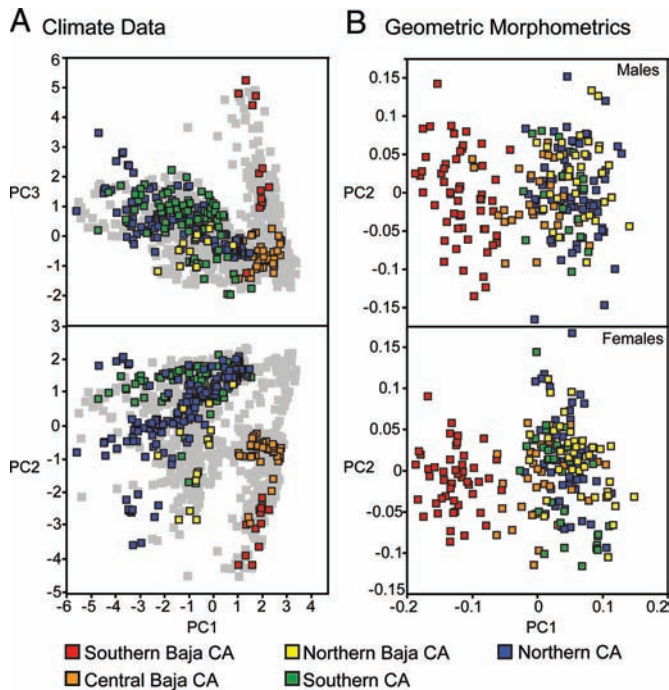 A Climate Data
B Geometric Morphometrics
6
5
4
3
2
1
0
-1
-2
PC3
3
2
1
0
-1
-2
-3
-4
-5
PC2
-6 -5 -4 -3 -2 -1 0 1 2 3 4
PC1
Males
0.15
0.1
0.05
0
-0.05
-0.1
-0.15
PC2
Females
0.15
0.1
0.05
0
-0.05
-0.1
-0.15
PC2
-0.2 -0.1 0 0.1 0.2
PC1
Southern Baja CA
Northern Baja CA
Northern CA
Central Baja CA
Southern CA